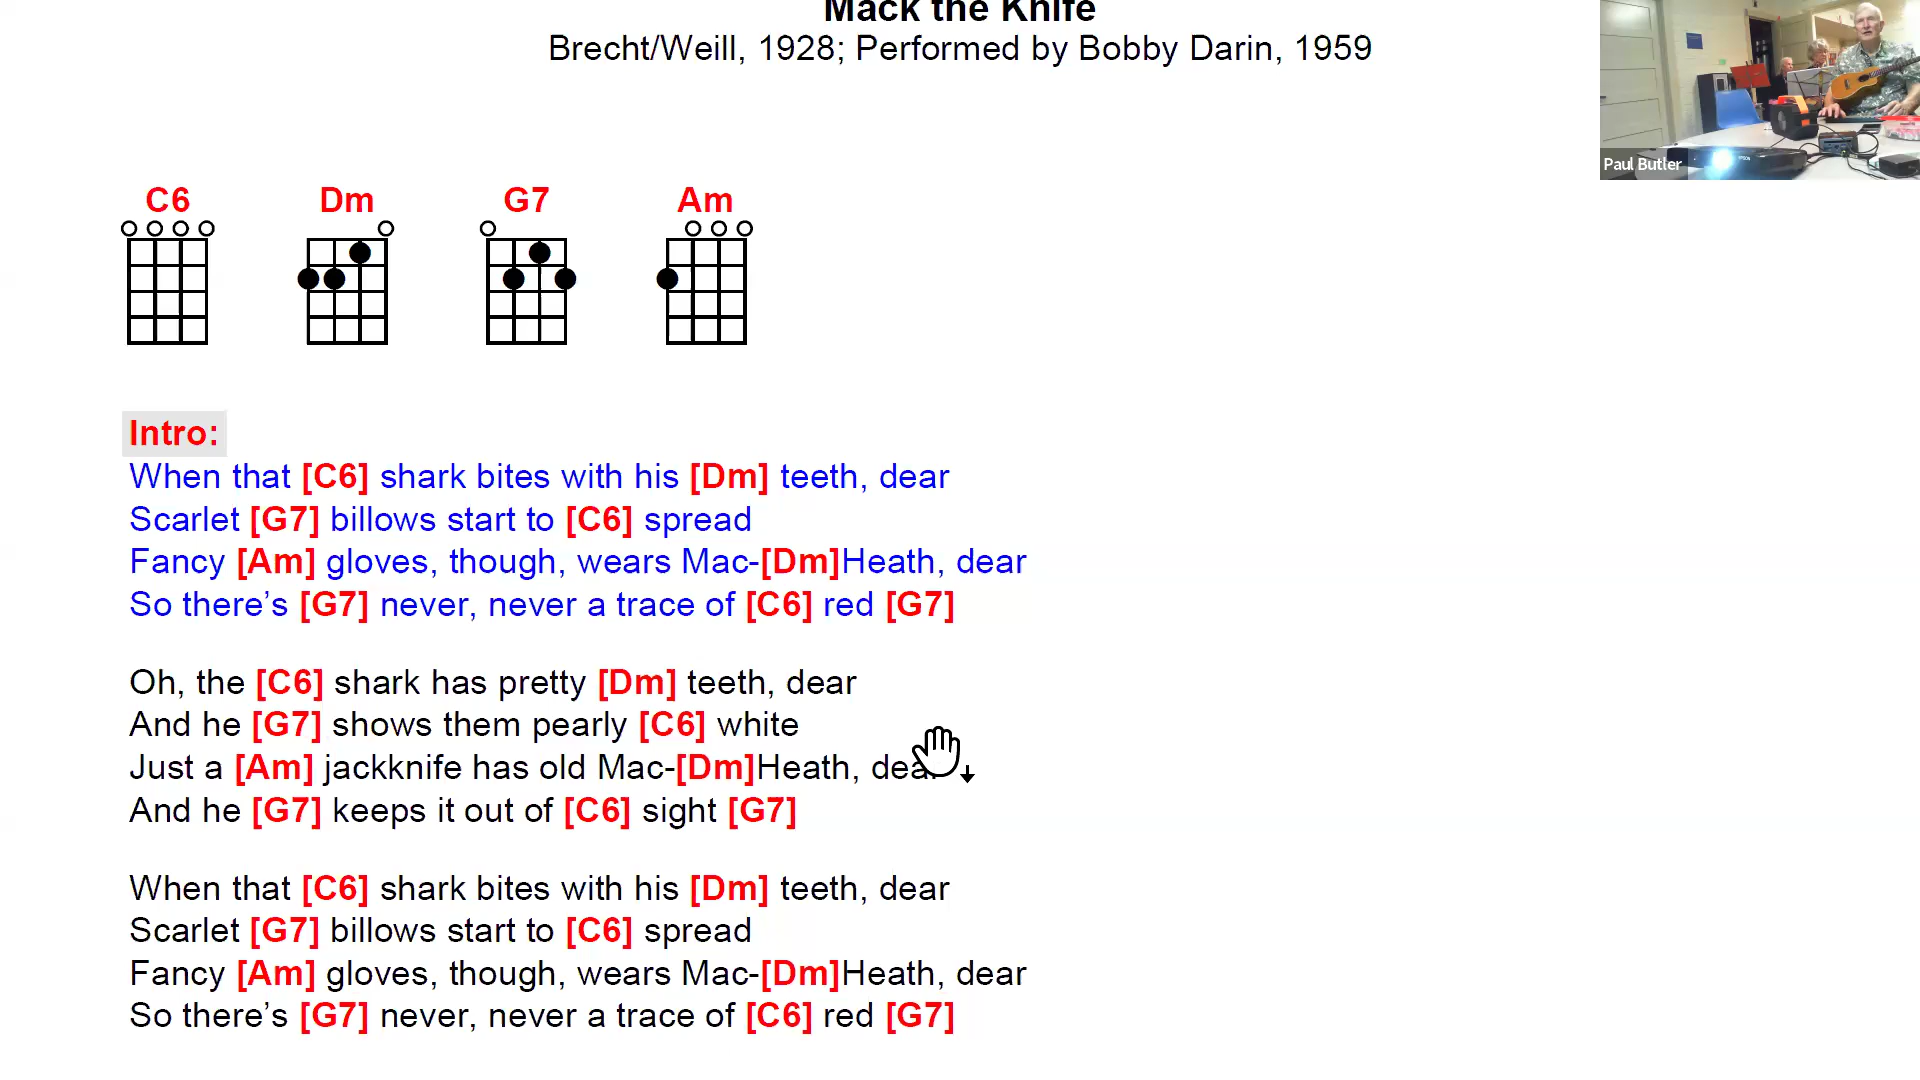 Mack the Knife
Brecht/Weill, 1928; Performed by Bobby Darin, 1959
Paul Butler
C6 Dm G7 Am
Intro:
When that [C6] shark bites with his [Dm] teeth, dear
Scarlet [G7] billows start to [C6] spread
Fancy [Am] gloves, though, wears Mac-[Dm]Heath, dear
So there’s [G7] never, never a trace of [C6] red [G7]
Oh, the [C6] shark has pretty [Dm] teeth, dear
And he [G7] shows them pearly [C6] white
Just a [Am] jackknife has old Mac-[Dm]Heath, dear
And he [G7] keeps it out of [C6] sight [G7]
When that [C6] shark bites with his [Dm] teeth, dear
Scarlet [G7] billows start to [C6] spread
Fancy [Am] gloves, though, wears Mac-[Dm]Heath, dear
So there’s [G7] never, never a trace of [C6] red [G7]